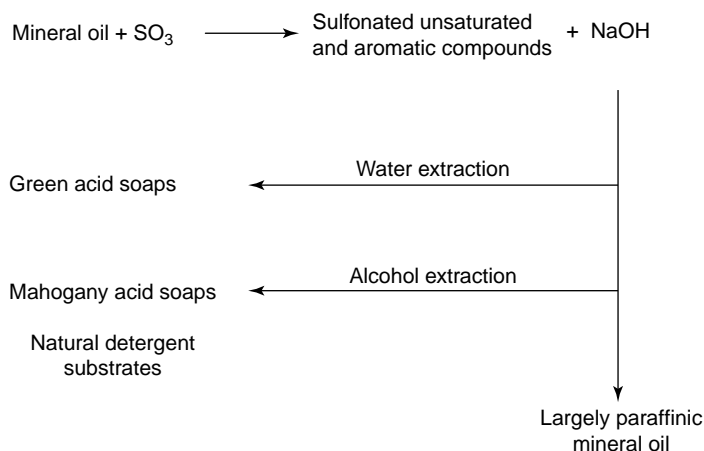 Mineral oil + SO3
Sulfonated unsaturated
and aromatic compounds
+ NaOH
Water extraction
Green acid soaps
Alcohol extraction
Mahogany acid soaps
Natural detergent
substrates
Largely paraffinic
mineral oil